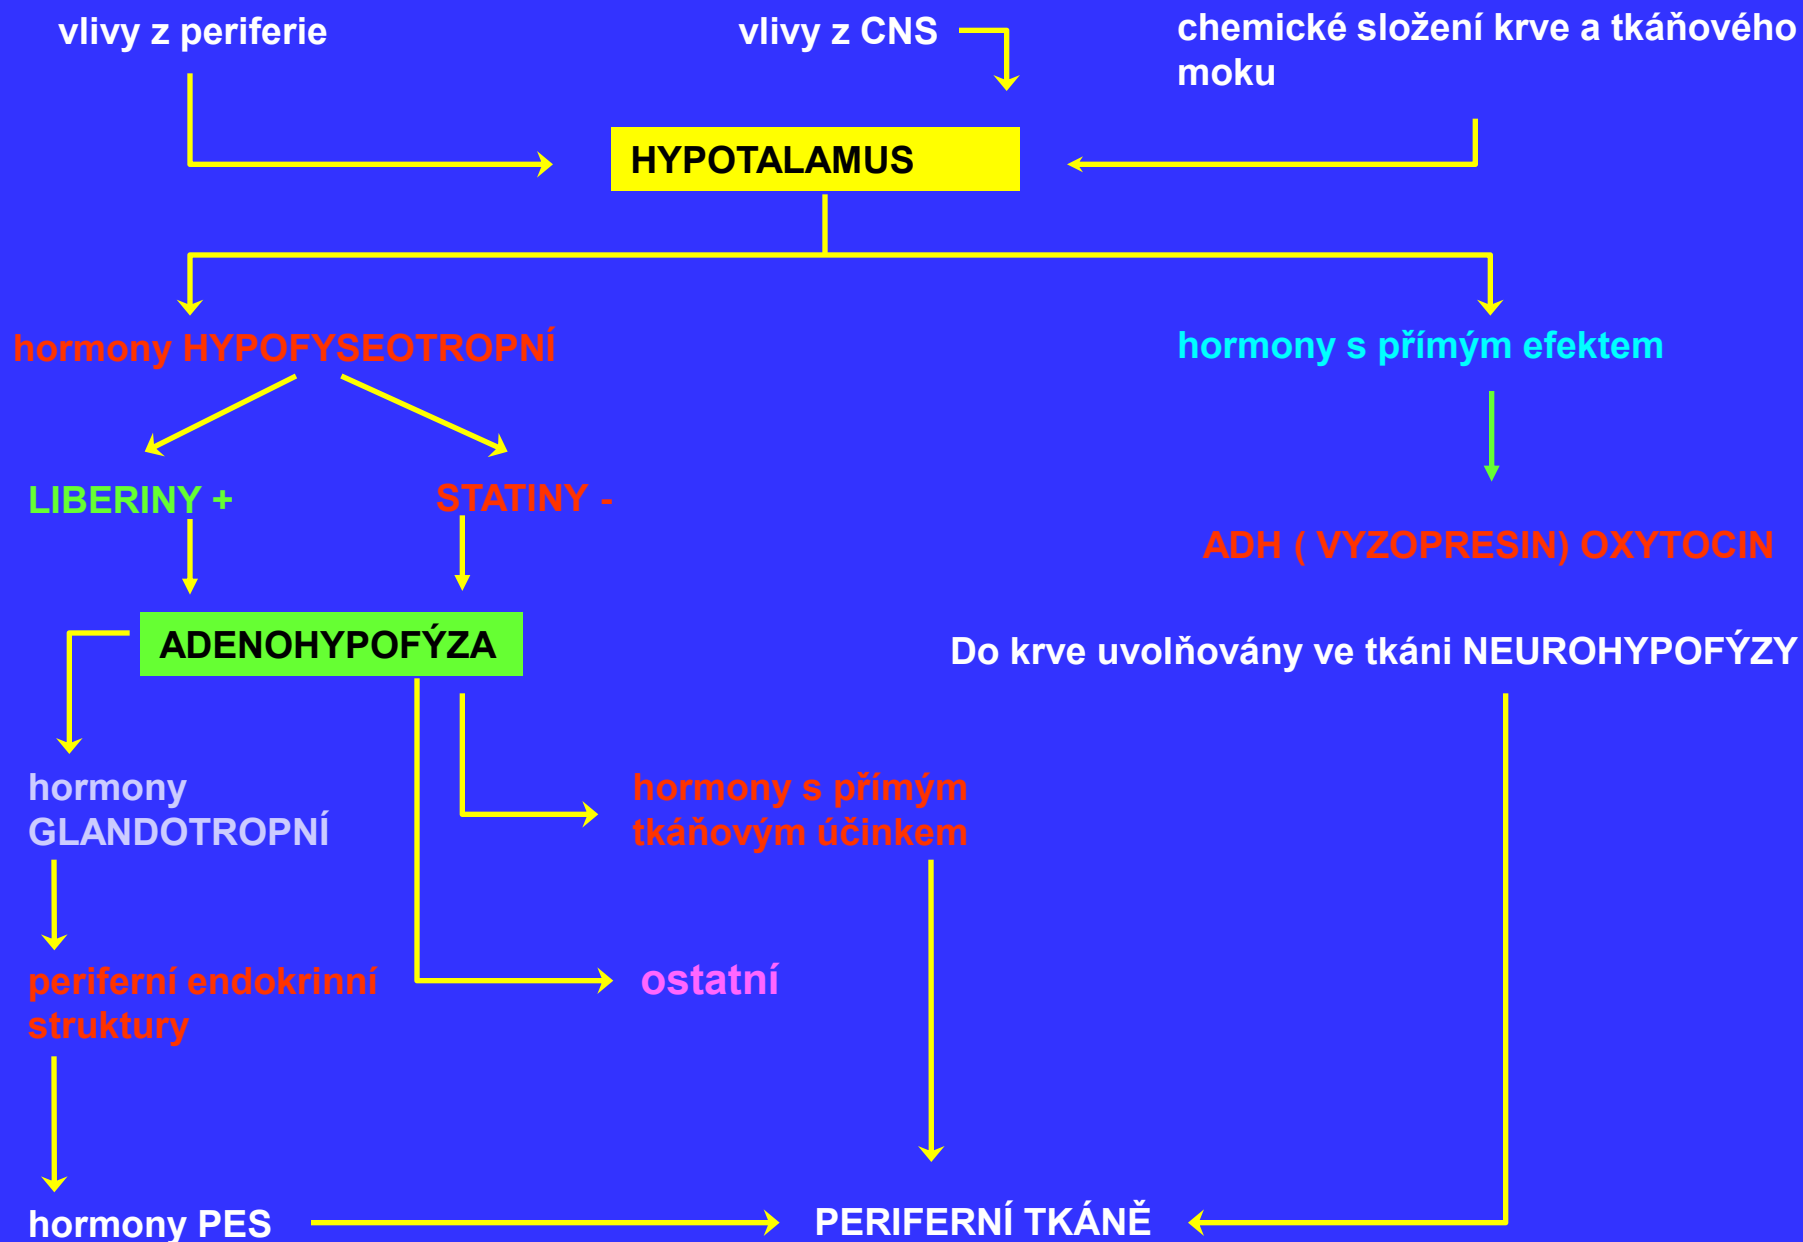 vlivy z periferie
vlivy z CNS
chemické složení krve a tkáňového
moku
HYPOTALAMUS
hormony HYPOFYSEOTROPNÍ
hormony s přímým efektem
LIBERINY +
STATINY -
ADH ( VYZOPRESIN) OXYTOCIN
ADENOHYPOFÝZA
Do krve uvolňovány ve tkáni NEUROHYPOFÝZY
hormony
GLANDOTROPNÍ
hormony s přímým
tkáňovým účinkem
periferní endokrinní
struktury
ostatní
hormony PES
PERIFERNÍ TKÁNĚ